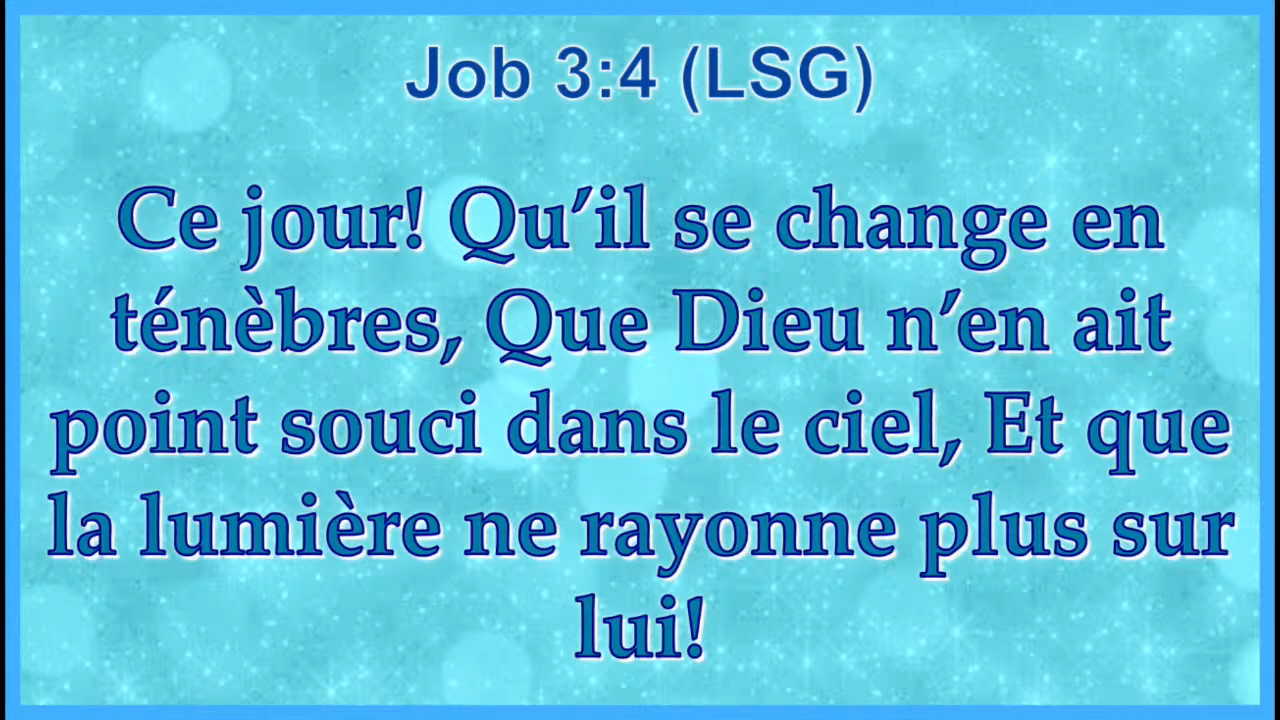 Job 3:4 (LSG)
Ce jour! Qu’il se change en
ténèbres, Que Dieu n’en ait
point souci dans le ciel, Et que
la lumière ne rayonne plus sur
lui!